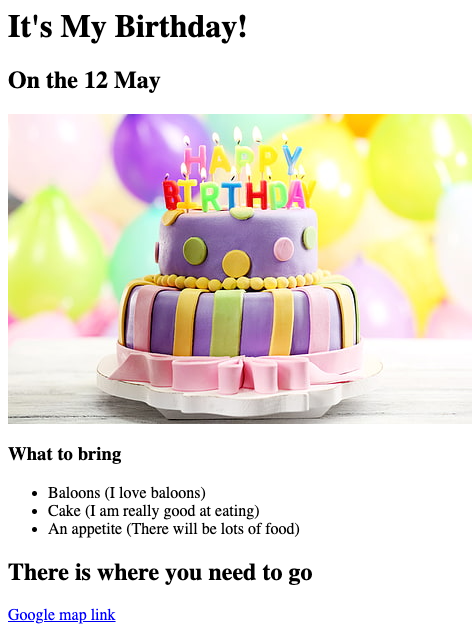 It's My Birthday!
On the 12 May
HAPPY
BIRTHDAY
What to bring
Baloons (I love baloons)
Cake (I am really good at eating)
An appetite (There will be lots of food)
There is where you need to go
Google map link